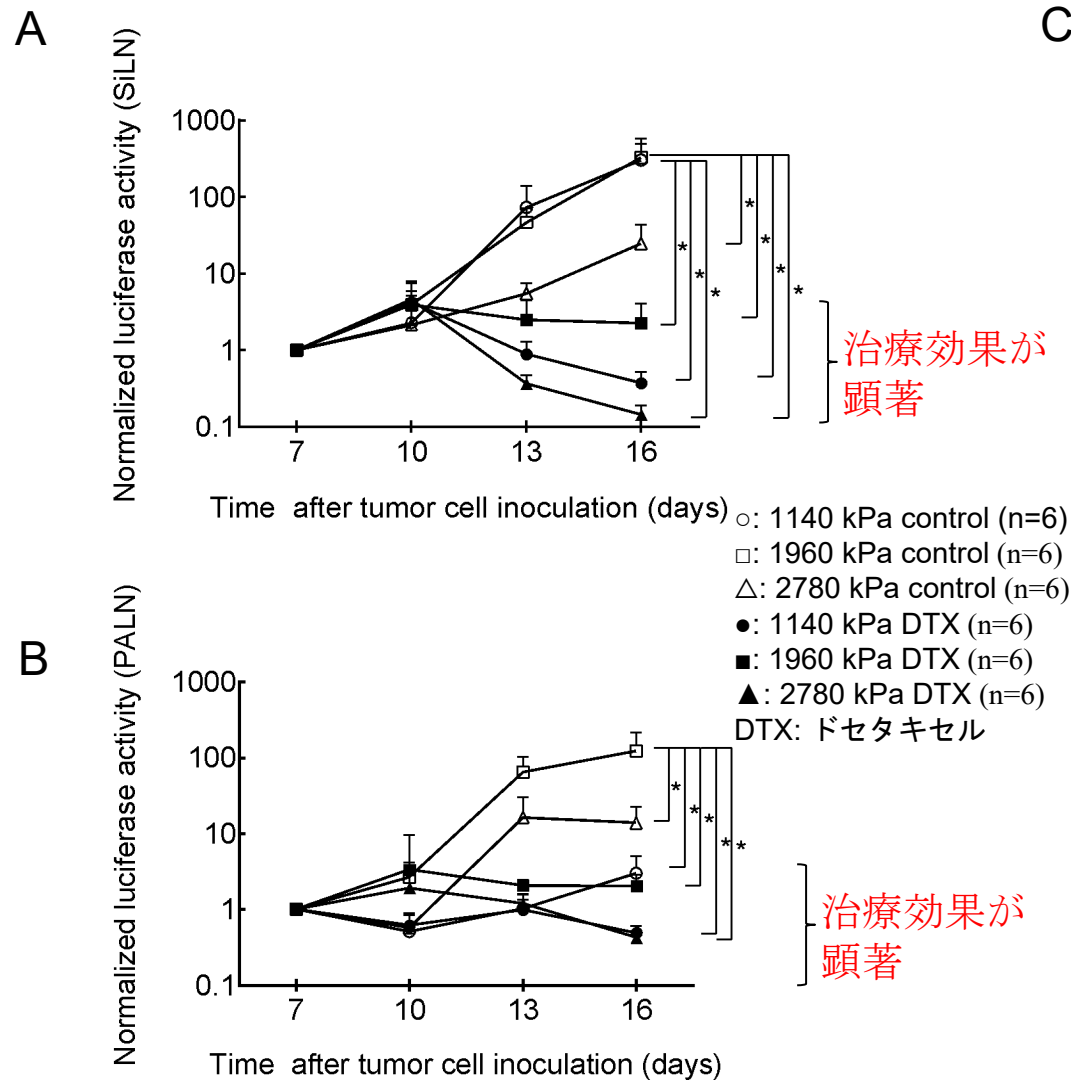 A
C
Normalized luciferase activity (SiLN)
1000
100
10
1
0.1
7 10 13 16
Time after tumor cell inoculation (days)
* * * * * * *
治療効果が
顕著
○: 1140 kPa control (n=6)
□: 1960 kPa control (n=6)
△: 2780 kPa control (n=6)
●: 1140 kPa DTX (n=6)
■: 1960 kPa DTX (n=6)
▲: 2780 kPa DTX (n=6)
DTX: ドセタキセル
B
Normalized luciferase activity (PALN)
1000
100
10
1
0.1
7 10 13 16
Time after tumor cell inoculation (days)
* * * * *
治療効果が
顕著